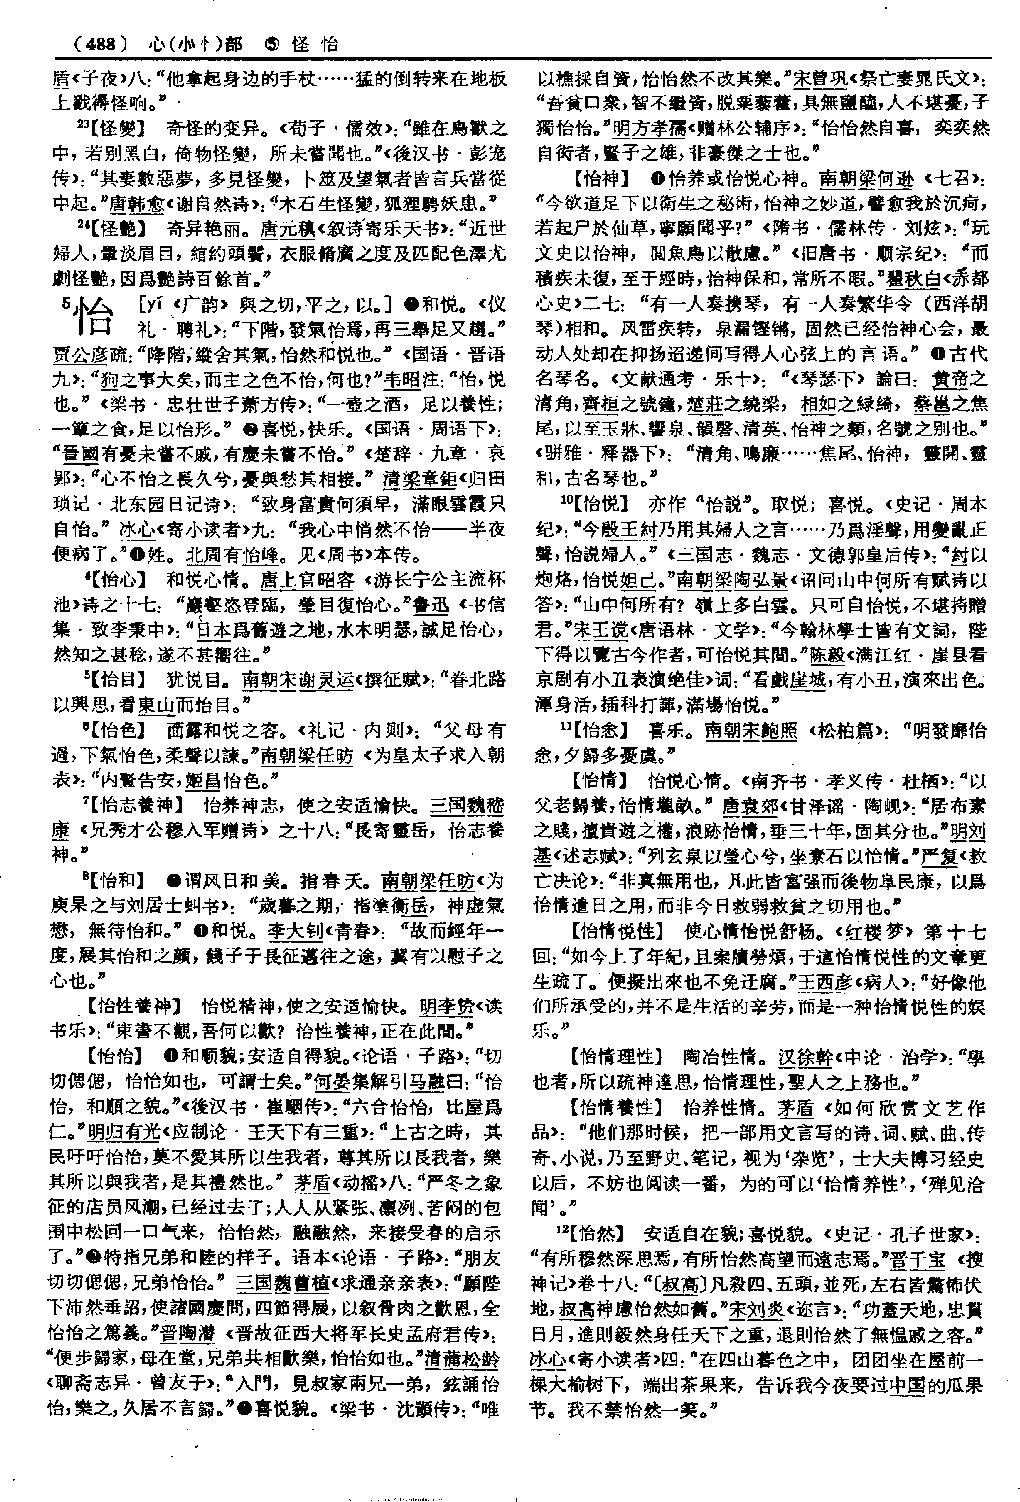 (488) 心(小忄)部 ⑤ 怪 怡
盾<子夜>八:“他拿起身边的手杖……猛的倒转来在地板
上戳得怪响。”
23【怪變】 奇怪的变异。《荀子·儒效》:“雖在鳥獸之
中,若别黑白,倚物怪變,所未嘗聞也。”《後汉书·彭宠
传》:“其妻數惡夢,多見怪變,卜筮及望氣者皆言兵當從
中起。”唐韩愈《谢自然诗》:“木石生怪變,狐狸騁妖患。”
24【怪艷】 奇异艳丽。唐元稹《叙诗寄乐天书》:“近世
婦人,暈淡眉目,綰約頭鬢,衣服脩廣之度及匹配色澤尤
劇怪艷,因爲艷詩百餘首。”
5怡 [yí 《广韵》 與之切,平之,以。] ❶和悦。《仪
礼·聘礼》:“下階,發氣怡焉,再三舉足又趨。”
贾公彦疏:“降階,縱舍其氣,怡然和悦也。”《国语·晋语
九》:“狗之事大矣,而主之色不怡,何也?”韦昭注:“怡,悦
也。”《梁书·忠壮世子萧方传》:“一壺之酒,足以養性;
一簞之食,足以怡形。” ❷喜悦,快乐。《国语·周语下》:
“晉國有憂未嘗不戚,有慶未嘗不怡。”《楚辞·九章·哀
郢》:“心不怡之長久兮,憂與愁其相接。” 清梁章鉅《归田
琐记·北东园日记诗》:“致身富貴何須早,滿眼雲霞只
自怡。” 冰心《寄小读者》九:“我心中悄然不怡——半夜
便病了。”❸姓。北周有怡峰。见《周书》本传。
4【怡心】 和悦心情。唐上官昭容《游长宁公主流杯
池》诗之十七:“巖壑恣登臨,瑩目復怡心。”鲁迅《书信
集·致李秉中》:“日本爲舊遊之地,水木明瑟,誠足怡心,
然知之甚稔,遂不甚嚮往。”
5【怡目】 犹悦目。南朝宋谢灵运《撰征赋》:“眷北路
以興思,看東山而怡目。”
6【怡色】 面露和悦之容。《礼记·内则》:“父母有
過,下氣怡色,柔聲以諫。”南朝梁任昉《为皇太子求入朝
表》:“内豎告安,姬昌怡色。”
7【怡志養神】 怡养神志,使之安适愉快。三国魏嵇
康《兄秀才公穆入军赠诗》之十八:“長寄靈岳,怡志養
神。”
8【怡和】 ❶谓风日和美。指春天。南朝梁任昉《为
庾杲之与刘居士虬书》:“歲暮之期,指塗衡岳,神虚氣
懋,無待怡和。” ❷和悦。李大钊《青春》:“故而經年一
度,展其怡和之顔,餞子于長征邁往之途,冀有以慰子之
心也。”
【怡性養神】 怡悦精神,使之安适愉快。明李贽《读
书乐》:“束書不觀,吾何以歡? 怡性養神,正在此間。”
【怡怡】 ❶和顺貌;安适自得貌。《论语·子路》:“切
切偲偲,怡怡如也,可謂士矣。”何晏集解引马融曰:“怡
怡,和順之貌。”《後汉书·崔駰传》:“六合怡怡,比屋爲
仁。”明归有光《应制论·王天下有三重》:“上古之時,其
民吁吁怡怡,莫不愛其所以生我者,尊其所以長我者,樂
其所以與我者,是其禮然也。” 茅盾《动摇》八:“严冬之象
征的店员风潮,已经过去了;人人从紧张、凛冽、苦闷的包
围中松回一口气来,怡怡然,融融然,来接受春的启示
了。”❷特指兄弟和睦的样子。语本《论语·子路》:“朋友
切切偲偲,兄弟怡怡。” 三国魏曹植《求通亲亲表》:“願陛
下沛然垂詔,使諸國慶問,四節得展,以叙骨肉之歡恩,全
怡怡之篤義。”晋陶潜《晋故征西大将军长史孟府君传》:
“便步歸家,母在堂,兄弟共相歡樂,怡怡如也。”清蒲松龄
《聊斋志异·曾友于》:“入門,見叔家兩兄一弟,絃誦怡
怡,樂之,久居不言歸。”❸喜悦貌。《梁书·沈顗传》:“唯
以樵採自資,怡怡然不改其樂。”宋曾巩《祭亡妻晁氏文》:
“吾貧口衆,智不繼資,脱粟藜藿,具無鹽醯,人不堪憂,子
獨怡怡。”明方孝孺《赠林公辅序》:“怡怡然自喜,奕奕然
自衒者,豎子之雄,非豪傑之士也。”
【怡神】 ❶怡养或怡悦心神。南朝梁何逊《七召》:
“今欲道足下以衛生之秘術,怡神之妙道,譬愈我於沉痾,
若起尸於仙草,寧願聞乎?”《隋书·儒林传·刘炫》:“玩
文史以怡神,閲魚鳥以散慮。”《旧唐书·顺宗纪》:“而
積疾未復,至于經時,怡神保和,常所不暇。”瞿秋白《赤都
心史》二七:“有一人奏携琴,有一人奏繁华令(西洋胡
琴)相和。风雷疾转,泉漏铿锵,固然已经怡神心会,最
动人处却在抑扬迢递间写得人心弦上的言语。” ❷古代
名琴名。《文献通考·乐十》:“《琴瑟下》 論曰:黄帝之
清角,齊桓之號鐘,楚莊之繞梁,相如之緑綺,蔡邕之焦
尾,以至玉牀、響泉、韻磬、清英、怡神之類,名號之别也。”
《骈雅·释器下》:“清角、鳴廉……焦尾、怡神,靈開、靈
和,古名琴也。”
10【怡悦】 亦作“怡説”。取悦;喜悦。《史记·周本
纪》:“今殷王紂乃用其婦人之言……乃爲淫聲,用變亂正
聲,怡説婦人。”《三国志·魏志·文德郭皇后传》:“紂以
炮烙,怡悦妲己。”南朝梁陶弘景《诏问山中何所有赋诗以
答》:“山中何所有? 嶺上多白雲。只可自怡悦,不堪持贈
君。”宋王谠《唐语林·文学》:“今翰林學士皆有文詞,陛
下得以覽古今作者,可怡悦其間。”陈毅《满江红·崖县看
京剧有小丑表演绝佳》词:“看戲崖城,有小丑,演來出色。
渾身活,插科打諢,滿場怡悦。”
11【怡悆】 喜乐。南朝宋鲍照《松柏篇》:“明發靡怡
悆,夕歸多憂虞。”
【怡情】 怡悦心情。《南齐书·孝义传·杜栖》:“以
父老歸養,怡情壠畝。” 唐袁郊《甘泽谣·陶岘》:“居布素
之賤,擅貴遊之權,浪跡怡情,垂三十年,固其分也。”明刘
基《述志赋》:“列玄泉以瑩心兮,坐素石以怡情。”严复《救
亡决论》:“非真無用也,凡此皆富强而後物阜民康,以爲
怡情遣日之用,而非今日救弱救貧之切用也。”
【怡情悦性】 使心情怡悦舒杨。《红楼梦》第十七
回:“如今上了年紀,且案牘勞煩,于這怡情悦性的文章更
生疏了。便擬出來也不免迂腐。”王西彦《病人》:“好像他
们所承受的,并不是生活的辛劳,而是一种怡情悦性的娱
乐。”
【怡情理性】 陶冶性情。汉徐幹《中论·治学》:“學
也者,所以疏神達思,怡情理性,聖人之上務也。”
【怡情養性】 怡养性情。茅盾《如何欣赏文艺作
品》:“他们那时候,把一部用文言写的诗、词、赋、曲、传
奇、小说,乃至野史、笔记,视为‘杂览’,士大夫博习经史
以后,不妨也阅读一番,为的可以‘怡情养性’,‘殚见洽
闻’。”
12【怡然】 安适自在貌;喜悦貌。《史记·孔子世家》:
“有所穆然深思焉,有所怡然高望而遠志焉。”晋干宝《搜
神记》卷十八:“〔叔高〕凡殺四、五頭,並死,左右皆驚怖伏
地,叔高神慮怡然如舊。”宋刘炎《迩言》:“功蓋天地,忠貫
日月,進則毅然身任天下之重,退則怡然了無愠戚之容。”
冰心《寄小读者》四:“在四山暮色之中,团团坐在屋前一
棵大榆树下,端出茶果来,告诉我今夜要过中国的瓜果
节。我不禁怡然一笑。”